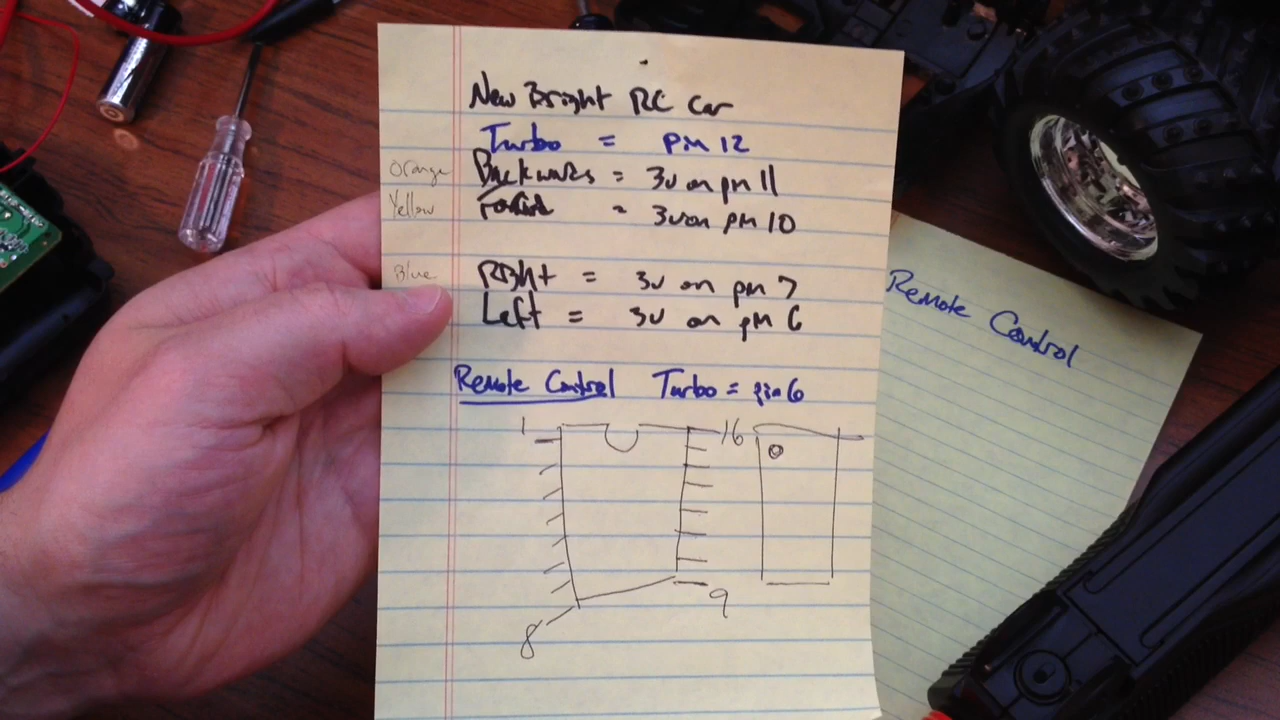 New Bright RC Car
Turbo = pin 12
Orange Backwards = 3v on pin 11
Yellow = 3v on pin 10
Blue Right = 3v on pin 7
Left = 3v on pin 6
Remote Control Turbo = pin 6
1 16
8 9
Remote Control